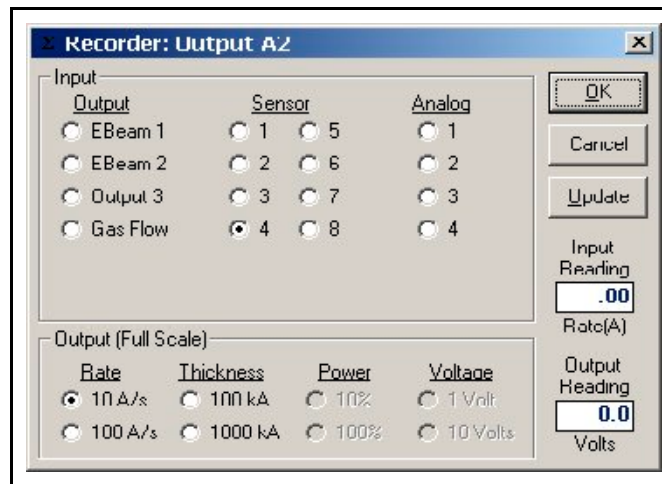 Recorder: Output A2
Input
Output Sensor Analog
EBeam 1 1 5 1
EBeam 2 2 6 2
Output 3 3 7 3
Gas Flow 4 8 4
OK
Cancel
Update
Input
Reading
.00
Rate(A)
Output
Reading
0.0
Volts
Output (Full Scale)
Rate Thickness Power Voltage
10 A/s 100 kA 10% 1 Volt
100 A/s 1000 kA 100% 10 Volts